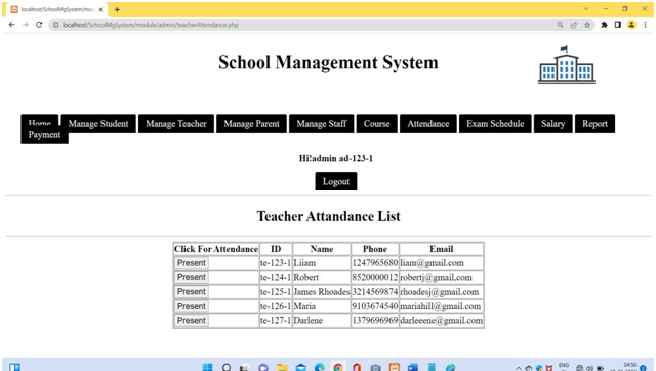 localhost/SchoolMgSystem/mod
localhost/SchoolMgSystem/module/admin/teacherAttendance.php
School Management System
Home Manage Student Manage Teacher Manage Parent Manage Staff Course Attendance Exam Schedule Salary Report
Payment
Hi!admin ad-123-1
Logout
Teacher Attandance List
Click For Attendance ID Name Phone Email
Present te-123-1 Liiam 1247965680 liam@gmail.com
Present te-124-1 Robert 8520000012 robertj@gmail.com
Present te-125-1 James Rhoades 3214569874 rhoadesj@gmail.com
Present te-126-1 Maria 9103674540 mariahill@gmail.com
Present te-127-1 Darlene 1379696969 darleeene@gmail.com
ENG 04:56